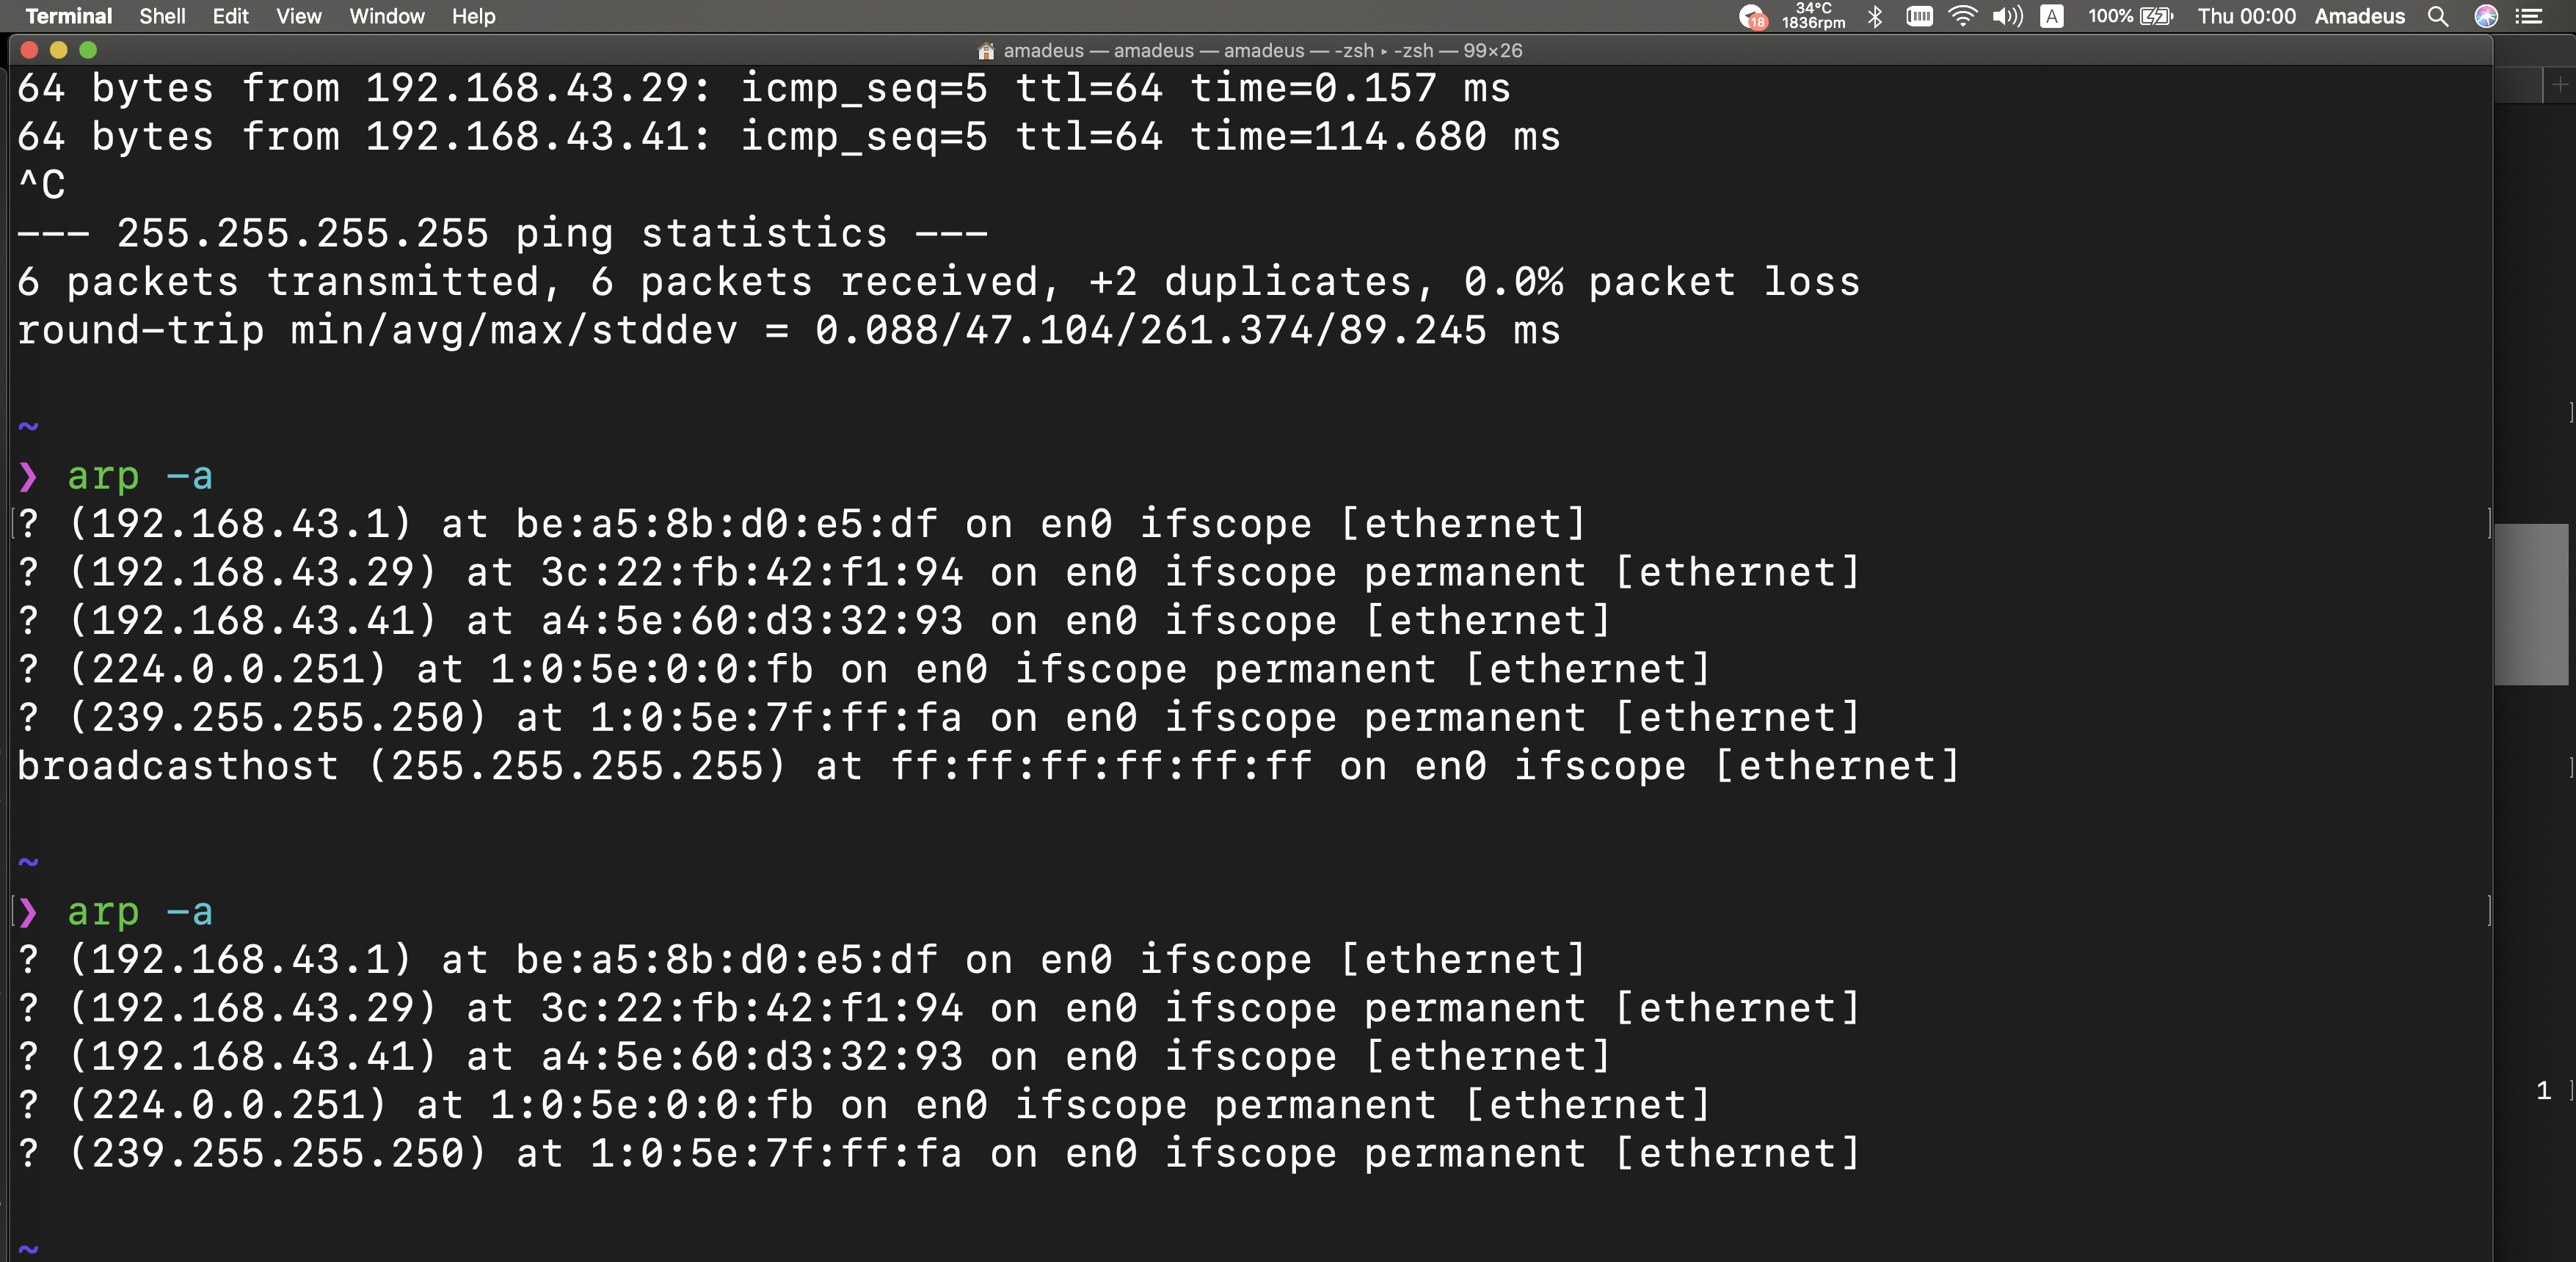 Terminal Shell Edit View Window Help 18 34°C 1836rpm A 100% Thu 00:00 Amadeus
amadeus — amadeus — amadeus — -zsh ▸ -zsh — 99×26
64 bytes from 192.168.43.29: icmp_seq=5 ttl=64 time=0.157 ms
64 bytes from 192.168.43.41: icmp_seq=5 ttl=64 time=114.680 ms
^C
--- 255.255.255.255 ping statistics ---
6 packets transmitted, 6 packets received, +2 duplicates, 0.0% packet loss
round-trip min/avg/max/stddev = 0.088/47.104/261.374/89.245 ms
~
❯ arp -a
? (192.168.43.1) at be:a5:8b:d0:e5:df on en0 ifscope [ethernet]
? (192.168.43.29) at 3c:22:fb:42:f1:94 on en0 ifscope permanent [ethernet]
? (192.168.43.41) at a4:5e:60:d3:32:93 on en0 ifscope [ethernet]
? (224.0.0.251) at 1:0:5e:0:0:fb on en0 ifscope permanent [ethernet]
? (239.255.255.250) at 1:0:5e:7f:ff:fa on en0 ifscope permanent [ethernet]
broadcasthost (255.255.255.255) at ff:ff:ff:ff:ff:ff on en0 ifscope [ethernet]
~
❯ arp -a
? (192.168.43.1) at be:a5:8b:d0:e5:df on en0 ifscope [ethernet]
? (192.168.43.29) at 3c:22:fb:42:f1:94 on en0 ifscope permanent [ethernet]
? (192.168.43.41) at a4:5e:60:d3:32:93 on en0 ifscope [ethernet]
? (224.0.0.251) at 1:0:5e:0:0:fb on en0 ifscope permanent [ethernet]
1
? (239.255.255.250) at 1:0:5e:7f:ff:fa on en0 ifscope permanent [ethernet]
~